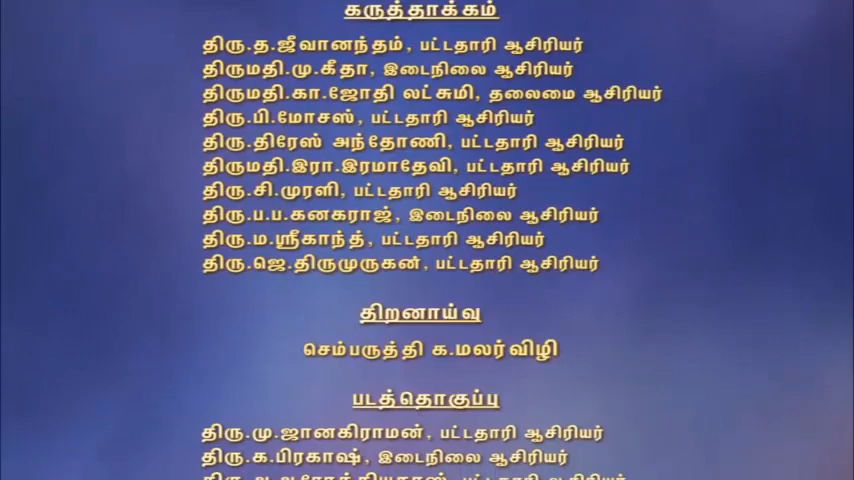 கருத்தாக்கம்
திரு.த.ஜீவானந்தம், பட்டதாரி ஆசிரியர்
திருமதி.மு.கீதா, இடைநிலை ஆசிரியர்
திருமதி.கா.ஜோதி லட்சுமி, தலைமை ஆசிரியர்
திரு.பி.மோசஸ், பட்டதாரி ஆசிரியர்
திரு.திரேஸ் அந்தோணி, பட்டதாரி ஆசிரியர்
திருமதி.இரா.இரமாதேவி, பட்டதாரி ஆசிரியர்
திரு.சி.முரளி, பட்டதாரி ஆசிரியர்
திரு.ப.ப.கனகராஜ், இடைநிலை ஆசிரியர்
திரு.ம.ஸ்ரீகாந்த், பட்டதாரி ஆசிரியர்
திரு.ஜெ.திருமுருகன், பட்டதாரி ஆசிரியர்
திறனாய்வு
செம்பருத்தி க.மலர்விழி
படத்தொகுப்பு
திரு.மு.ஜானகிராமன், பட்டதாரி ஆசிரியர்
திரு.க.பிரகாஷ், இடைநிலை ஆசிரியர்